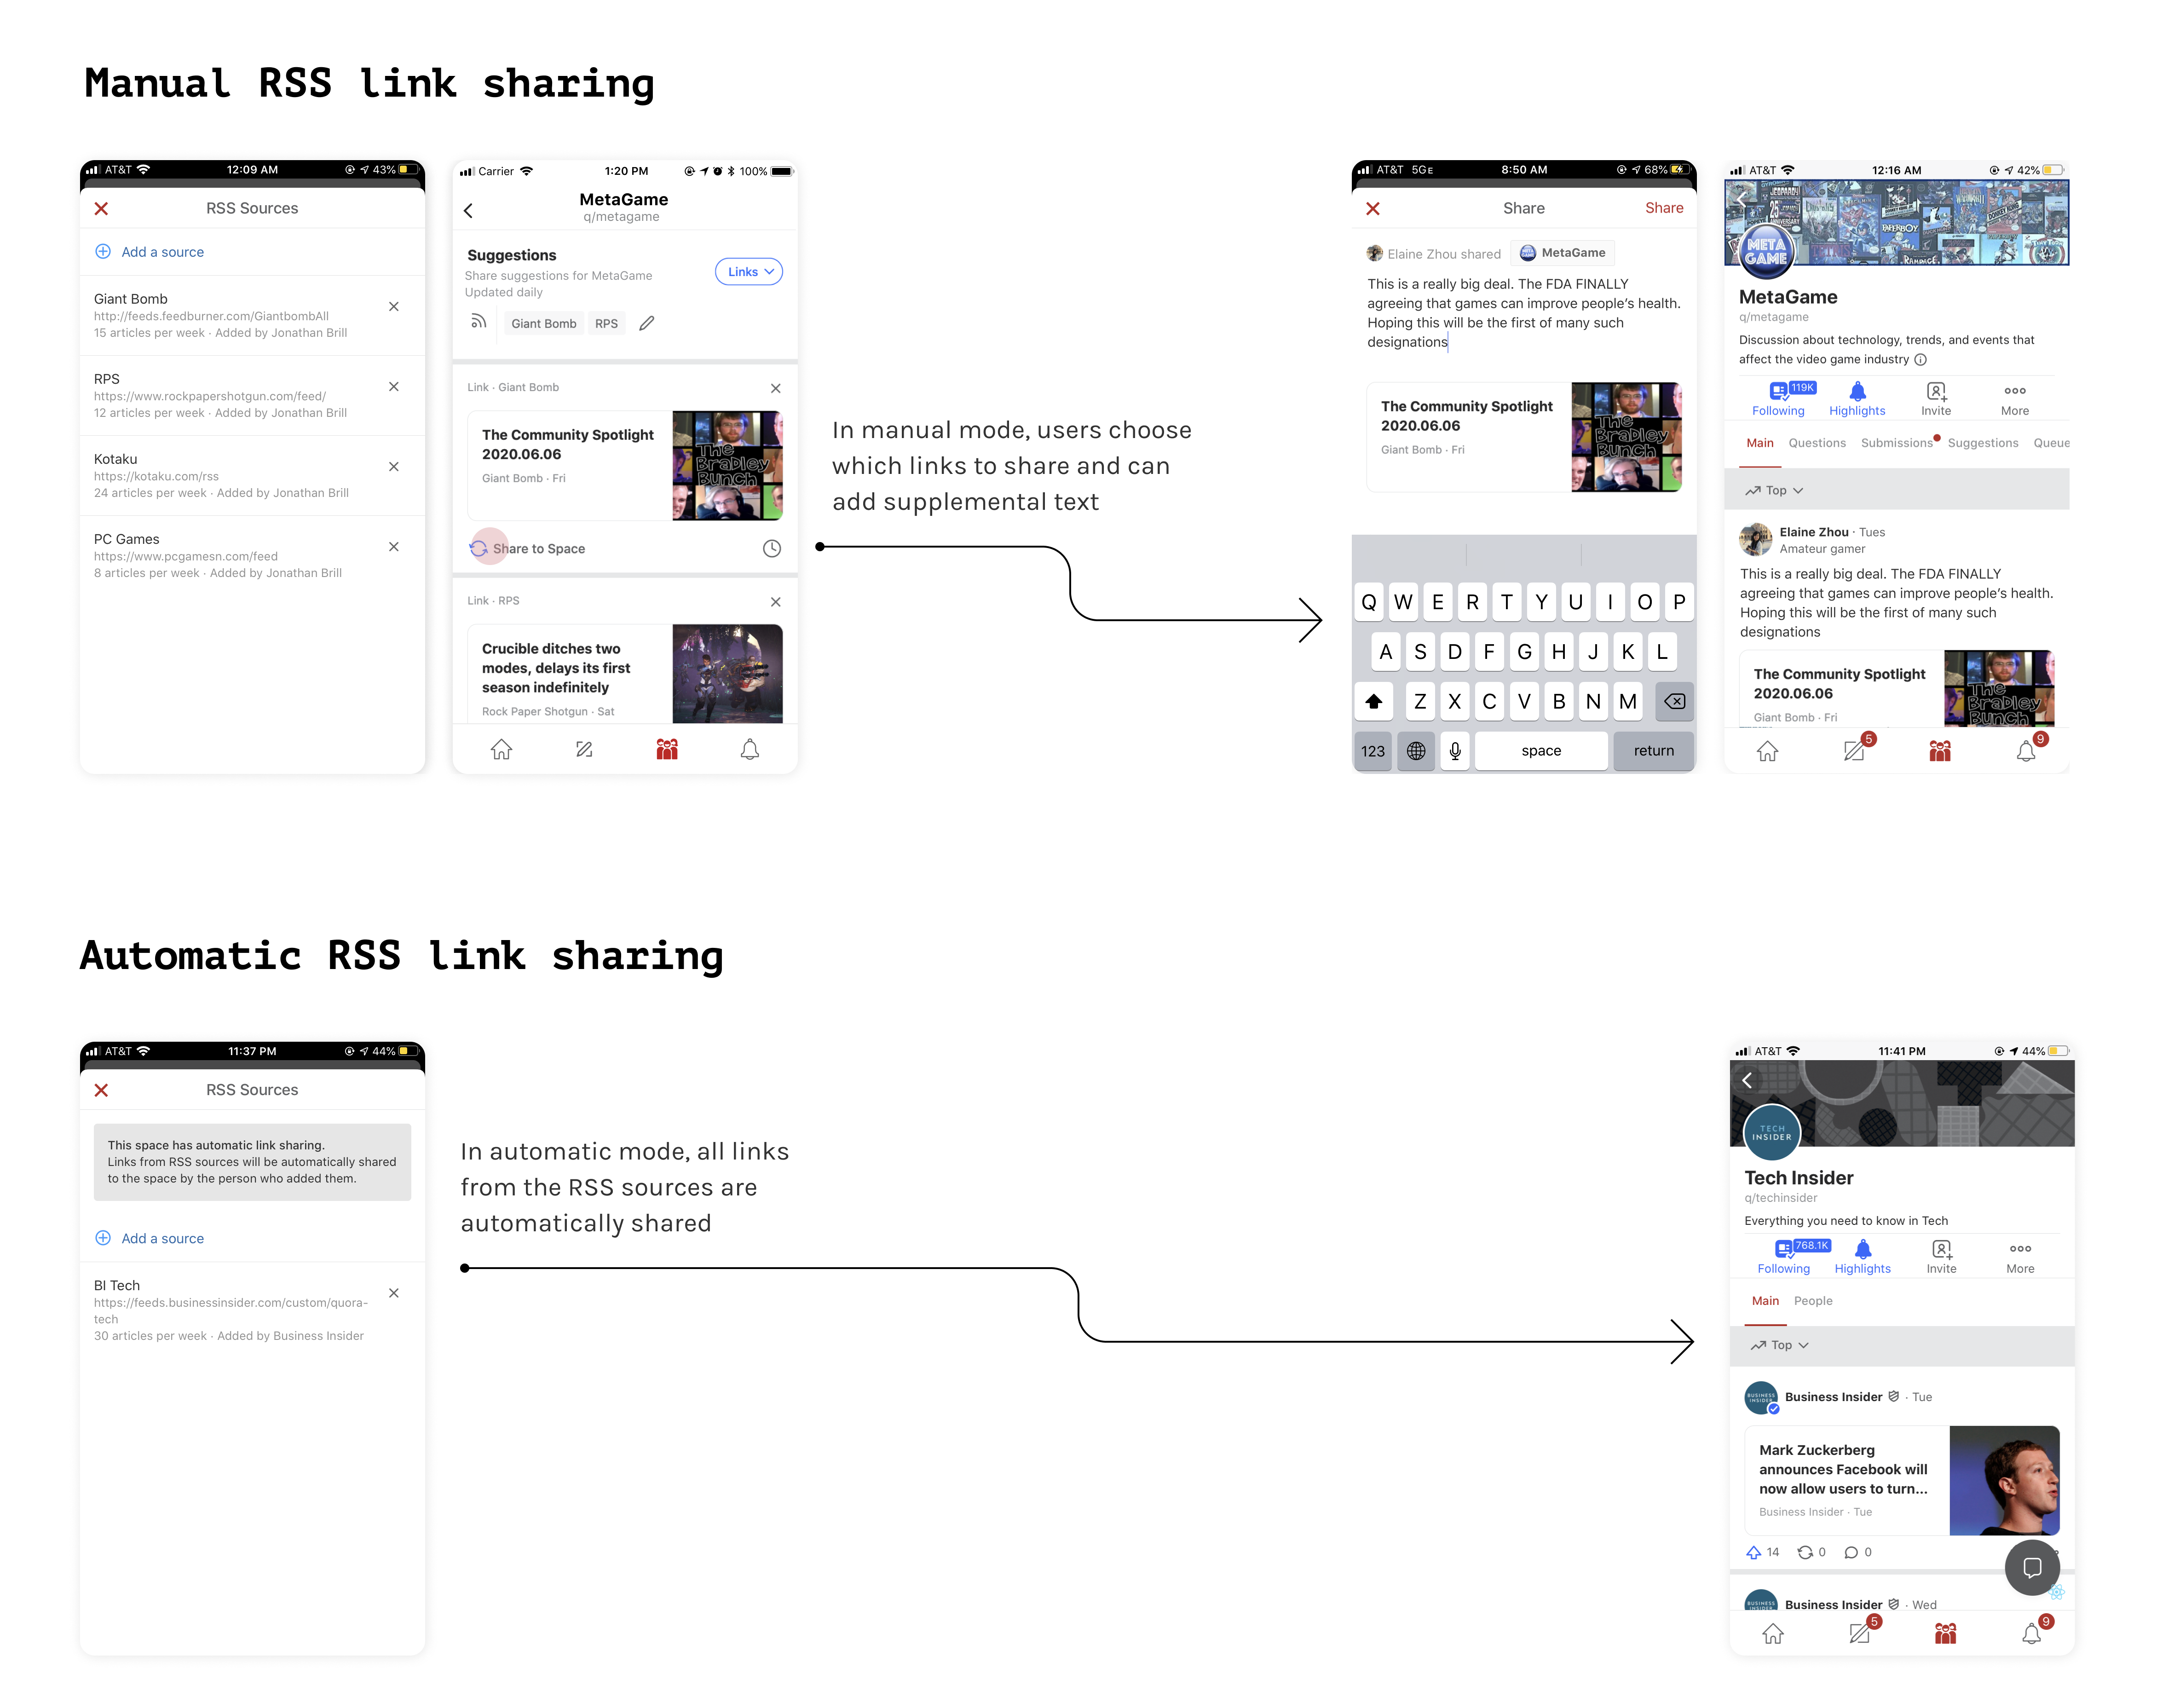 Manual RSS link sharing
AT&T 12:09 AM 43%
RSS Sources
Add a source
Giant Bomb
http://feeds.feedburner.com/GiantbombAll
15 articles per week · Added by Jonathan Brill
RPS
https://www.rockpapershotgun.com/feed/
12 articles per week · Added by Jonathan Brill
Kotaku
https://kotaku.com/rss
24 articles per week · Added by Jonathan Brill
PC Games
https://www.pcgamesn.com/feed
8 articles per week · Added by Jonathan Brill
Carrier 1:20 PM 100%
MetaGame
q/metagame
Suggestions
Share suggestions for MetaGame
Updated daily
Links
Giant Bomb RPS
Link · Giant Bomb
The Community Spotlight
2020.06.06
Giant Bomb · Fri
The
Bradley
Bunch
Share to Space
Link · RPS
Crucible ditches two
modes, delays its first
season indefinitely
Rock Paper Shotgun · Sat
In manual mode, users choose
which links to share and can
add supplemental text
AT&T 5GE 8:50 AM 68%
Share Share
Elaine Zhou shared MetaGame
This is a really big deal. The FDA FINALLY
agreeing that games can improve people's health.
Hoping this will be the first of many such
designations
The Community Spotlight
2020.06.06
Giant Bomb · Fri
The
Bradley
Bunch
Q W E R T Y U I O P
A S D F G H J K L
Z X C V B N M
123 space return
AT&T 12:16 AM 42%
JEOPARDY!
25
PAPERBOY
RAMPAGE
META
GAME
MetaGame
q/metagame
Discussion about technology, trends, and events that
affect the video game industry
119K
Following Highlights Invite More
Main Questions Submissions Suggestions Queue
Top
Elaine Zhou · Tues
Amateur gamer
This is a really big deal. The FDA FINALLY
agreeing that games can improve people's health.
Hoping this will be the first of many such
designations
The Community Spotlight
2020.06.06
Giant Bomb · Fri
The
Bradley
Bunch
5 9
Automatic RSS link sharing
AT&T 11:37 PM 44%
RSS Sources
This space has automatic link sharing.
Links from RSS sources will be automatically shared
to the space by the person who added them.
Add a source
BI Tech
https://feeds.businessinsider.com/custom/quora-
tech
30 articles per week · Added by Business Insider
In automatic mode, all links
from the RSS sources are
automatically shared
AT&T 11:41 PM 44%
TECH
INSIDER
Tech Insider
q/techinsider
Everything you need to know in Tech
768.1K
Following Highlights Invite More
Main People
Top
BUSINESS
INSIDER
Business Insider · Tue
Mark Zuckerberg
announces Facebook will
now allow users to turn...
Business Insider · Tue
14 0 0
BUSINESS
INSIDER
Business Insider · Wed
5 9